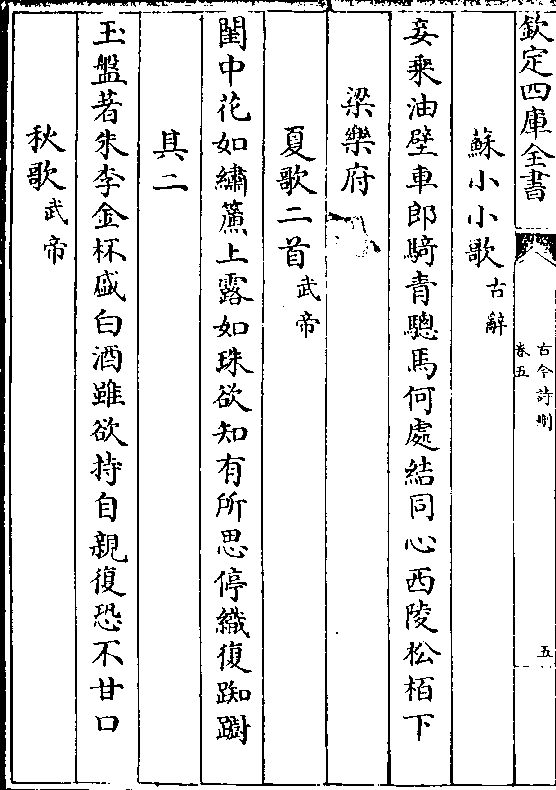 欽定四庫全書
古今詩刪
卷五
五
蘇小小歌古辭
妾乘油壁車郎騎青驄馬何處結同心西陵松栢下
梁樂府
夏歌二首武帝
閨中花如繡簾上露如珠欲知有所思停織復踟躕
其二
玉盤著朱李金杯盛白酒雖欲持自親復恐不甘口
秋歌武帝